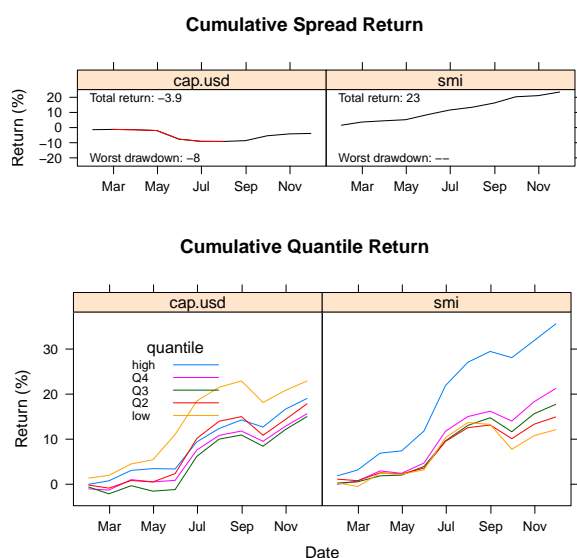 Cumulative Spread Return
cap.usd
smi
Return (%)
20
10
0
−10
−20
Total return: −3.9
Worst drawdown: −8
Total return: 23
Worst drawdown: −−
Mar May Jul Sep Nov
Mar May Jul Sep Nov
Cumulative Quantile Return
cap.usd
smi
Return (%)
30
20
10
0
quantile
high
Q4
Q3
Q2
low
Mar May Jul Sep Nov
Mar May Jul Sep Nov
Date